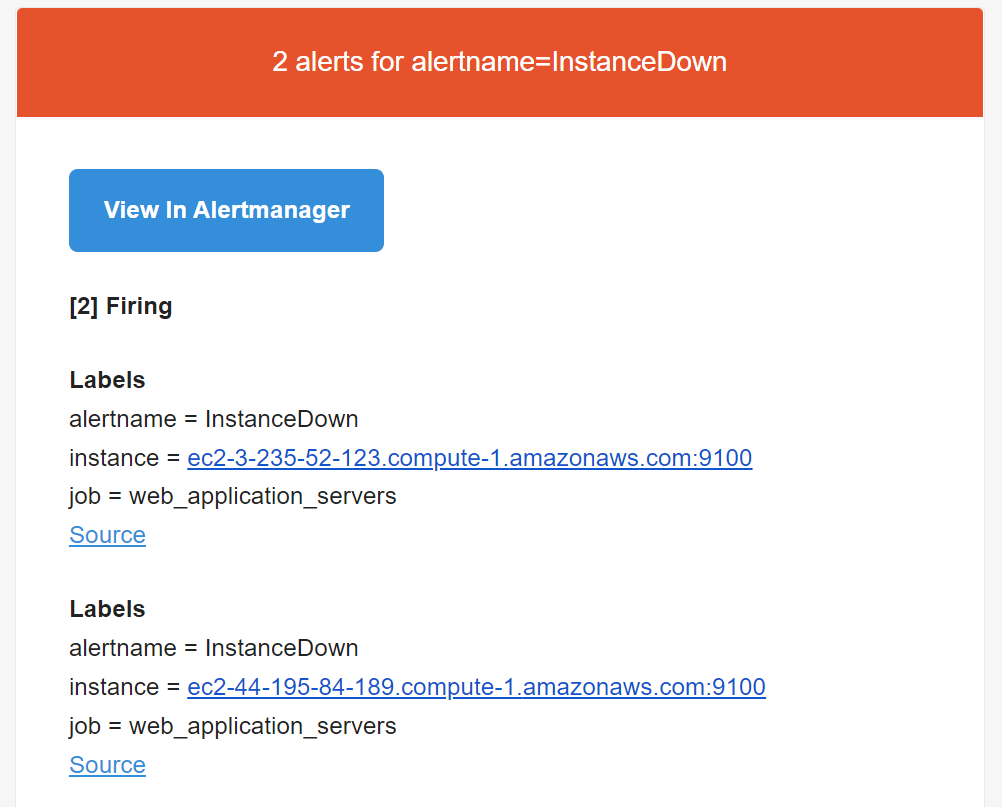 2 alerts for alertname=InstanceDown
View In Alertmanager
[2] Firing
Labels
alertname = InstanceDown
instance = ec2-3-235-52-123.compute-1.amazonaws.com:9100
job = web_application_servers
Source
Labels
alertname = InstanceDown
instance = ec2-44-195-84-189.compute-1.amazonaws.com:9100
job = web_application_servers
Source